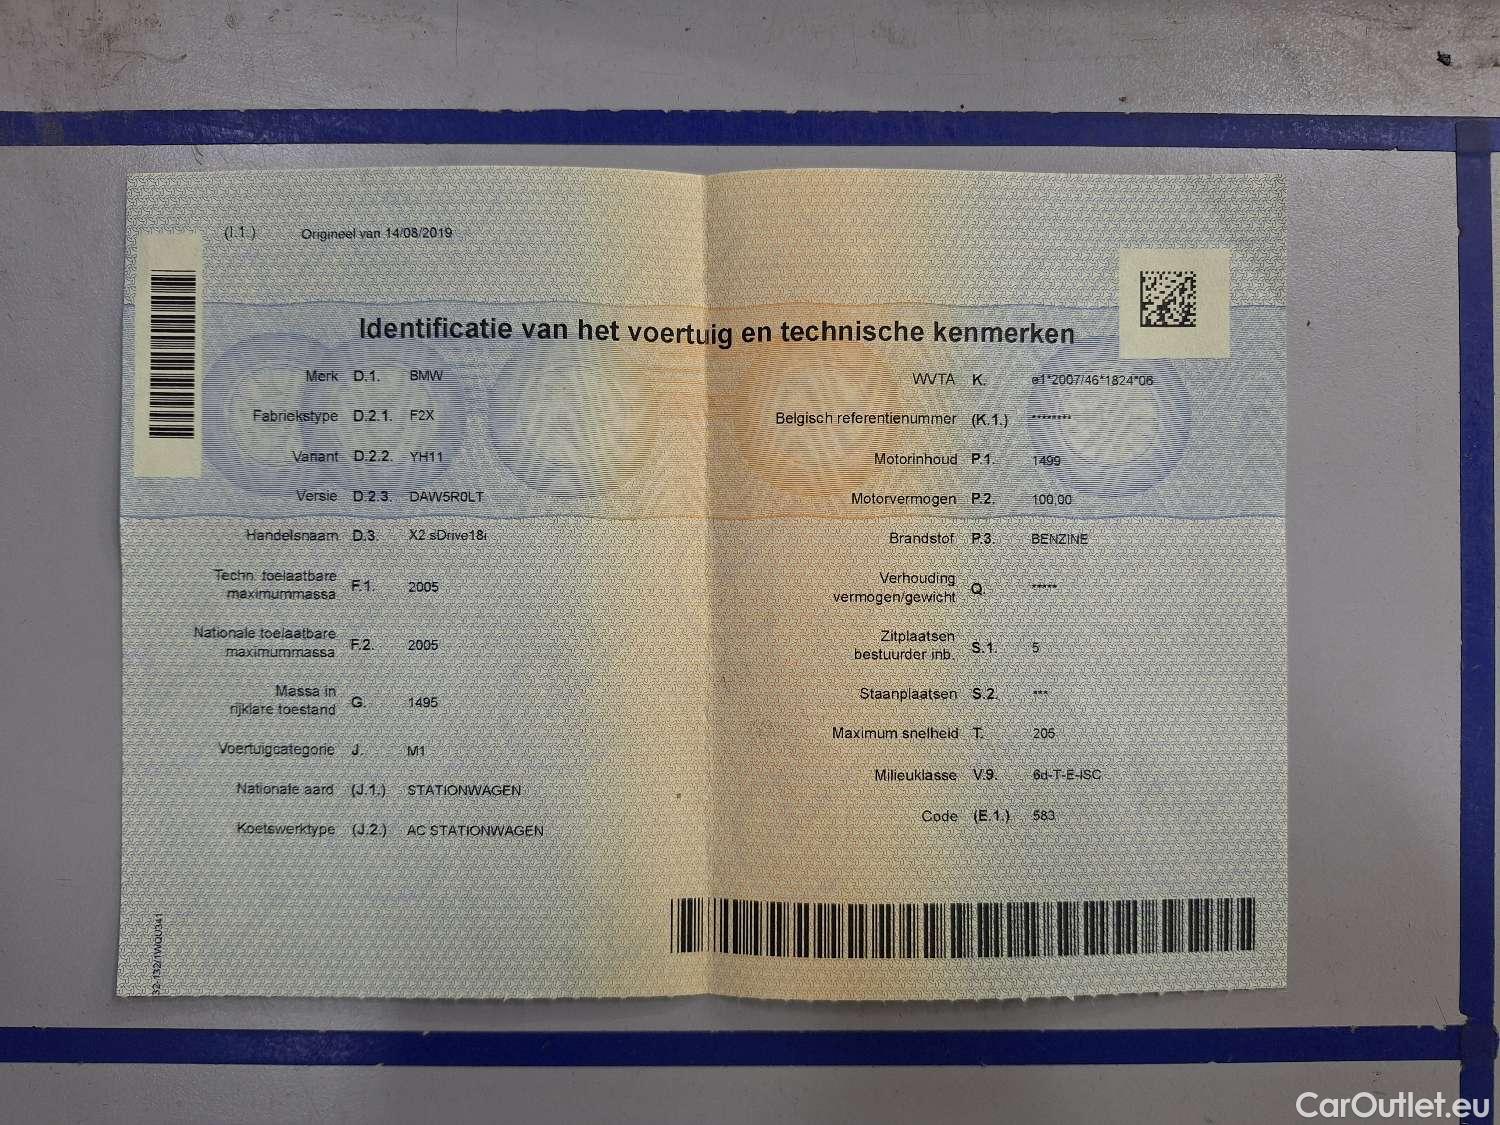 (I.1.) Origineel van 14/08/2019
Identificatie van het voertuig en technische kenmerken
Merk D.1. BMW
Fabriekstype D.2.1. F2X
Variant D.2.2. YH11
Versie D.2.3. DAW5R0LT
Handelsnaam D.3. X2 sDrive18i
Techn. toelaatbare
maximummassa F.1. 2005
Nationale toelaatbare
maximummassa F.2. 2005
Massa in
rijklare toestand G. 1495
Voertuigcategorie J. M1
Nationale aard (J.1.) STATIONWAGEN
Koetswerktype (J.2.) AC STATIONWAGEN
WVTA K. e1*2007/46*1824*06
Belgisch referentienummer (K.1.) ********
Motorinhoud P.1. 1499
Motorvermogen P.2. 100,00
Brandstof P.3. BENZINE
Verhouding
vermogen/gewicht Q. *****
Zitplaatsen
bestuurder inb. S.1. 5
Staanplaatsen S.2. ***
Maximum snelheid T. 205
Milieuklasse V.9. 6d-T-E-ISC
Code (E.1.) 583
32-132/1WQU341
CarOutlet.eu